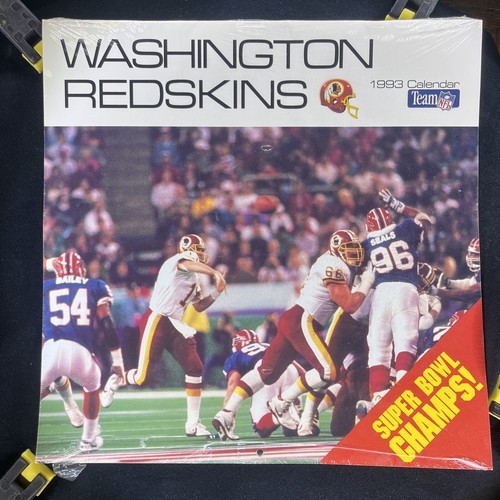 WASHINGTON
REDSKINS
1993 Calendar
Team NFL
BAILEY
54
66
SEALS
96
SUPER BOWL
CHAMPS!